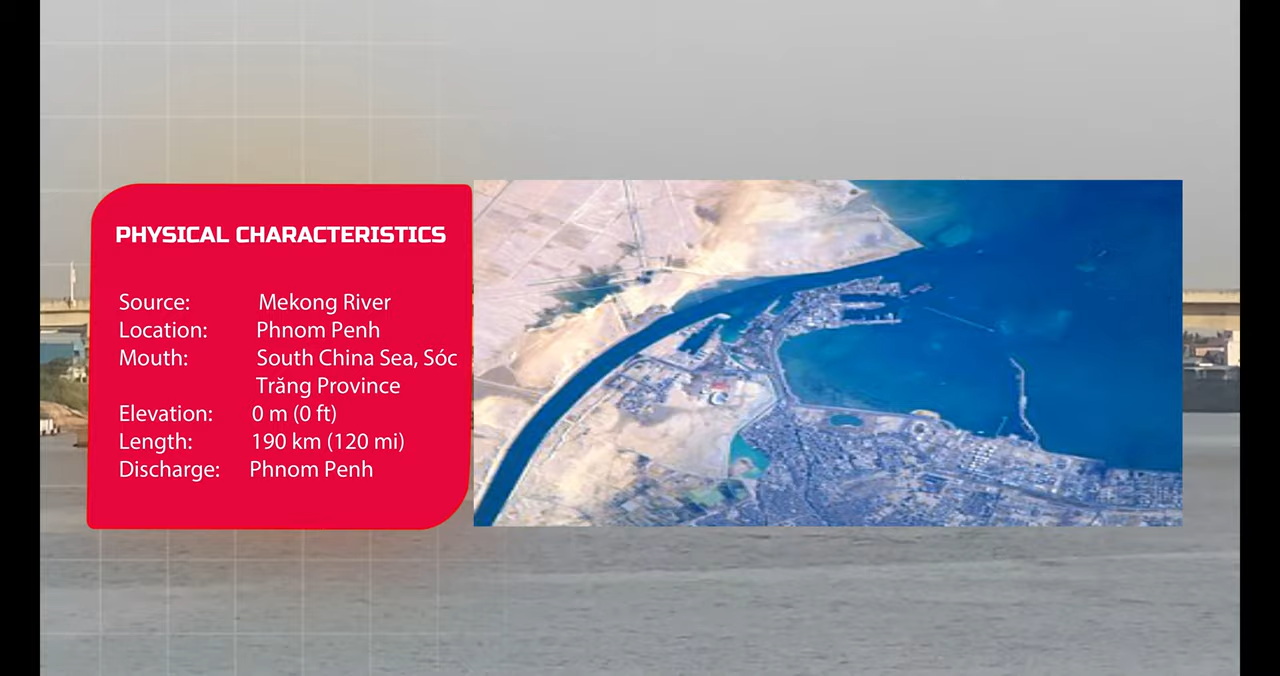 PHYSICAL CHARACTERISTICS
Source: Mekong River
Location: Phnom Penh
Mouth: South China Sea, Sóc
Trăng Province
Elevation: 0 m (0 ft)
Length: 190 km (120 mi)
Discharge: Phnom Penh